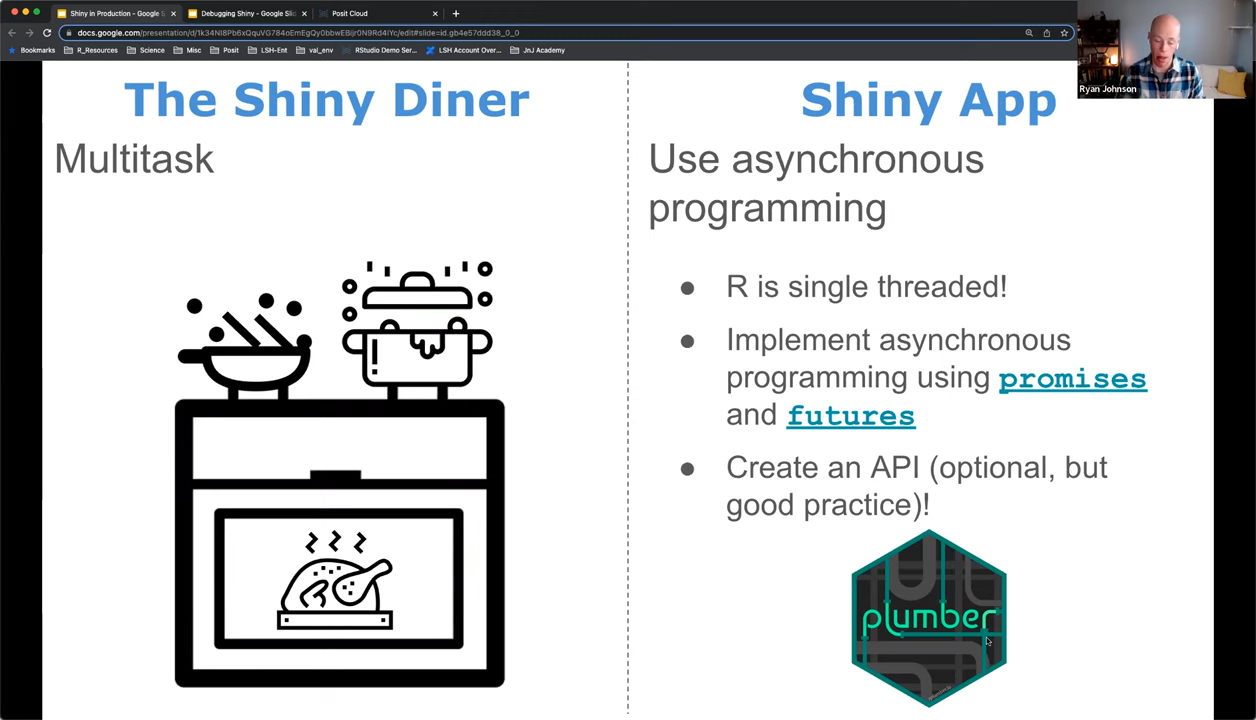 Shiny in Production - Google S
Debugging Shiny - Google Slid
Posit Cloud
Bookmarks
R_Resources
Science
Misc
Posit
LSH-Ent
val_env
RStudio Demo Ser...
LSH Account Over...
JnJ Academy
Ryan Johnson
The Shiny Diner
Multitask
Shiny App
Use asynchronous
programming
● R is single threaded!
● Implement asynchronous
programming using promises
and futures
● Create an API (optional, but
good practice)!
plumber